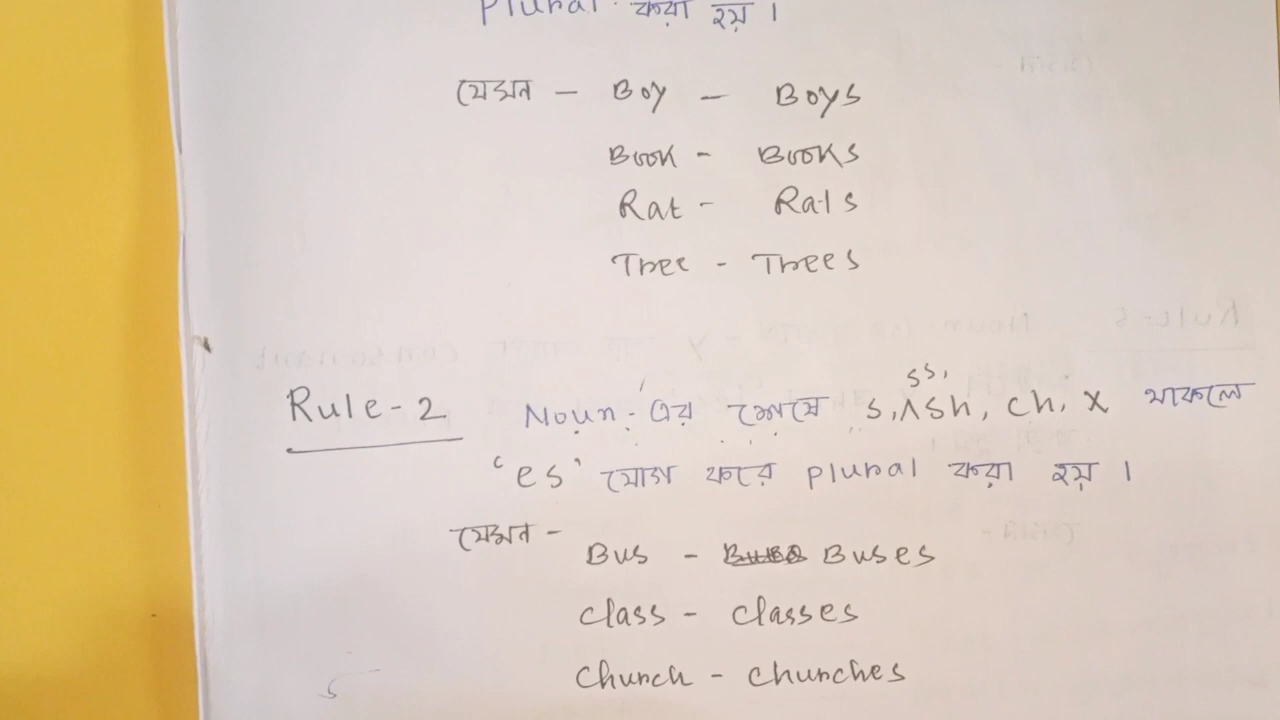 Plural করা হয় ।
যেমন – Boy – Boys
Book - Books
Rat - Rats
Tree - Trees
Rule-2 Noun-এর শেষে s, ss, sh, ch, x থাকলে
'es' যোগ করে plural করা হয় ।
যেমন –
Bus - Buses
Class - Classes
Church - Churches